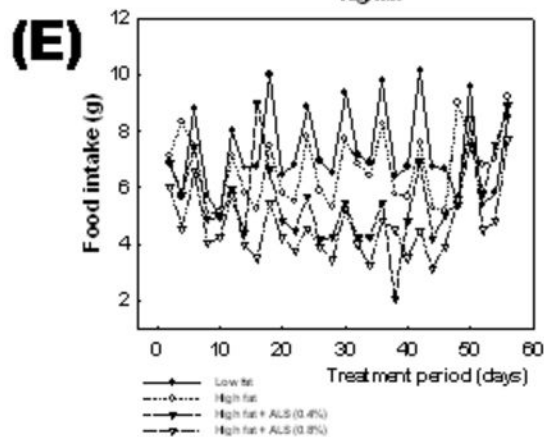 (E)
12
10
8
6
4
2
Food intake (g)
0 10 20 30 40 50 60
Treatment period (days)
Low fat
High fat
High fat + ALS (0.4%)
High fat + ALS (0.8%)